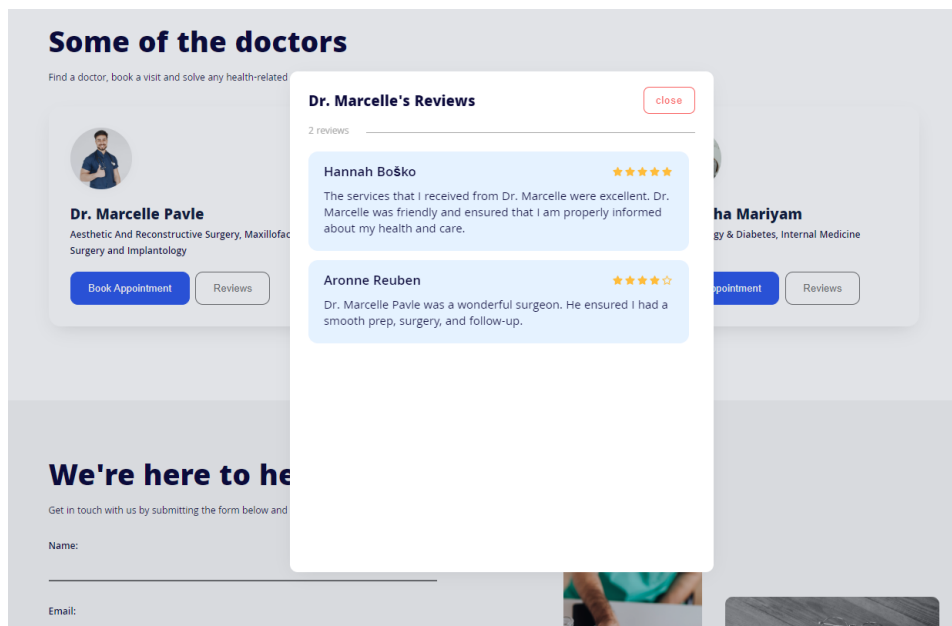 Some of the doctors
Find a doctor, book a visit and solve any health-related
Dr. Marcelle's Reviews
close
2 reviews
Hannah Boško
The services that I received from Dr. Marcelle were excellent. Dr.
Marcelle was friendly and ensured that I am properly informed
about my health and care.
Aronne Reuben
Dr. Marcelle Pavle was a wonderful surgeon. He ensured I had a
smooth prep, surgery, and follow-up.
Dr. Marcelle Pavle
Aesthetic And Reconstructive Surgery,
Surgery and Implantology
Book Appointment
Reviews
Mariyam
& Diabetes, Internal Medicine
Reviews
We're here to
Get in touch with us by submitting the form below and
Name:
Email: